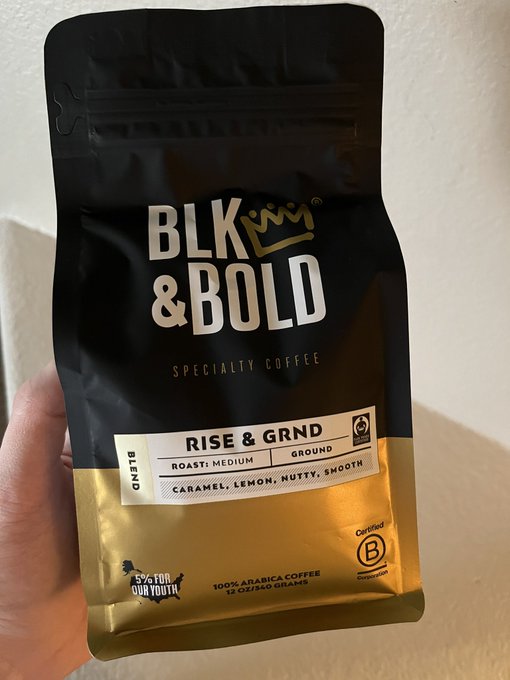 BLK
®
&BOLD
SPECIALTY COFFEE
BLEND
RISE & GRND
ROAST: MEDIUM
GROUND
CARAMEL, LEMON, NUTTY, SMOOTH
5% FOR
OUR YOUTH
100% ARABICA COFFEE
12 OZ/340 GRAMS
Certified
B
Corporation